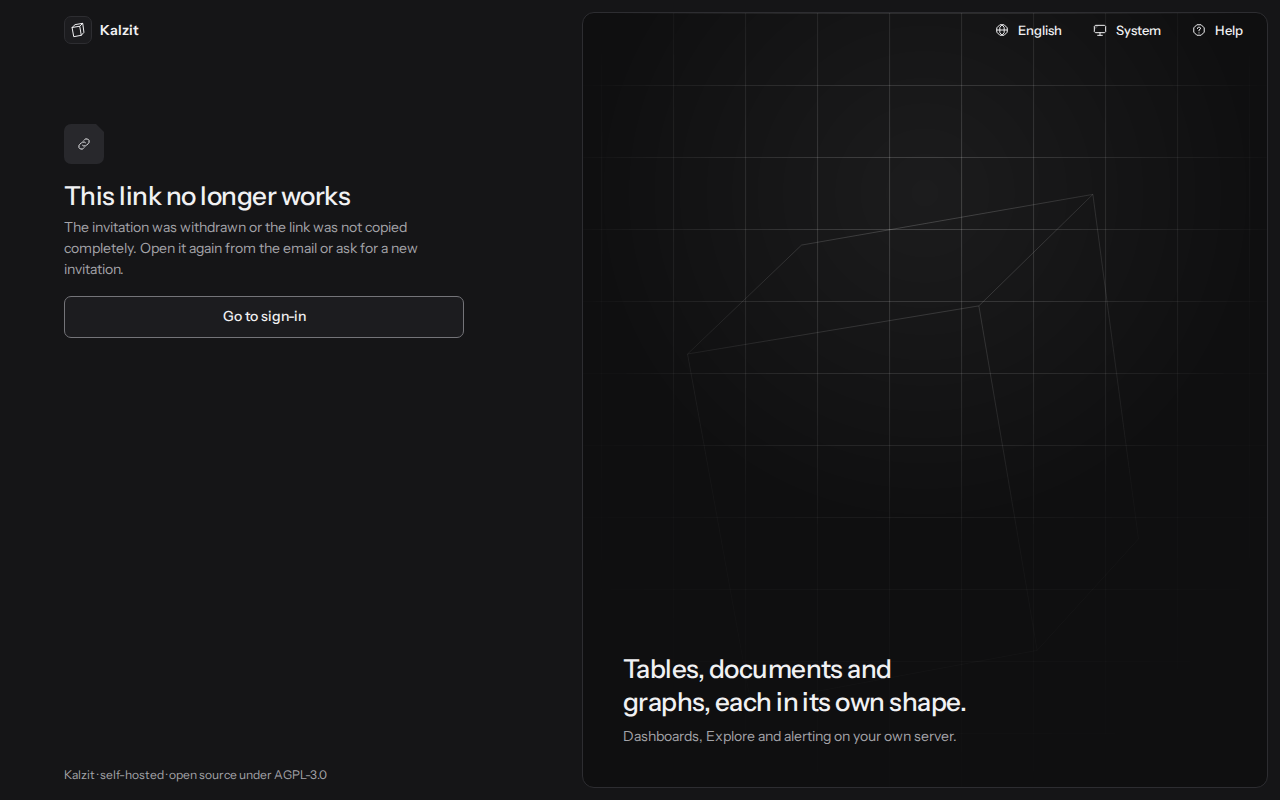 Kalzit
English
System
Help
This link no longer works
The invitation was withdrawn or the link was not copied
completely. Open it again from the email or ask for a new
invitation.
Go to sign-in
Tables, documents and
graphs, each in its own shape.
Dashboards, Explore and alerting on your own server.
Kalzit · self-hosted · open source under AGPL-3.0